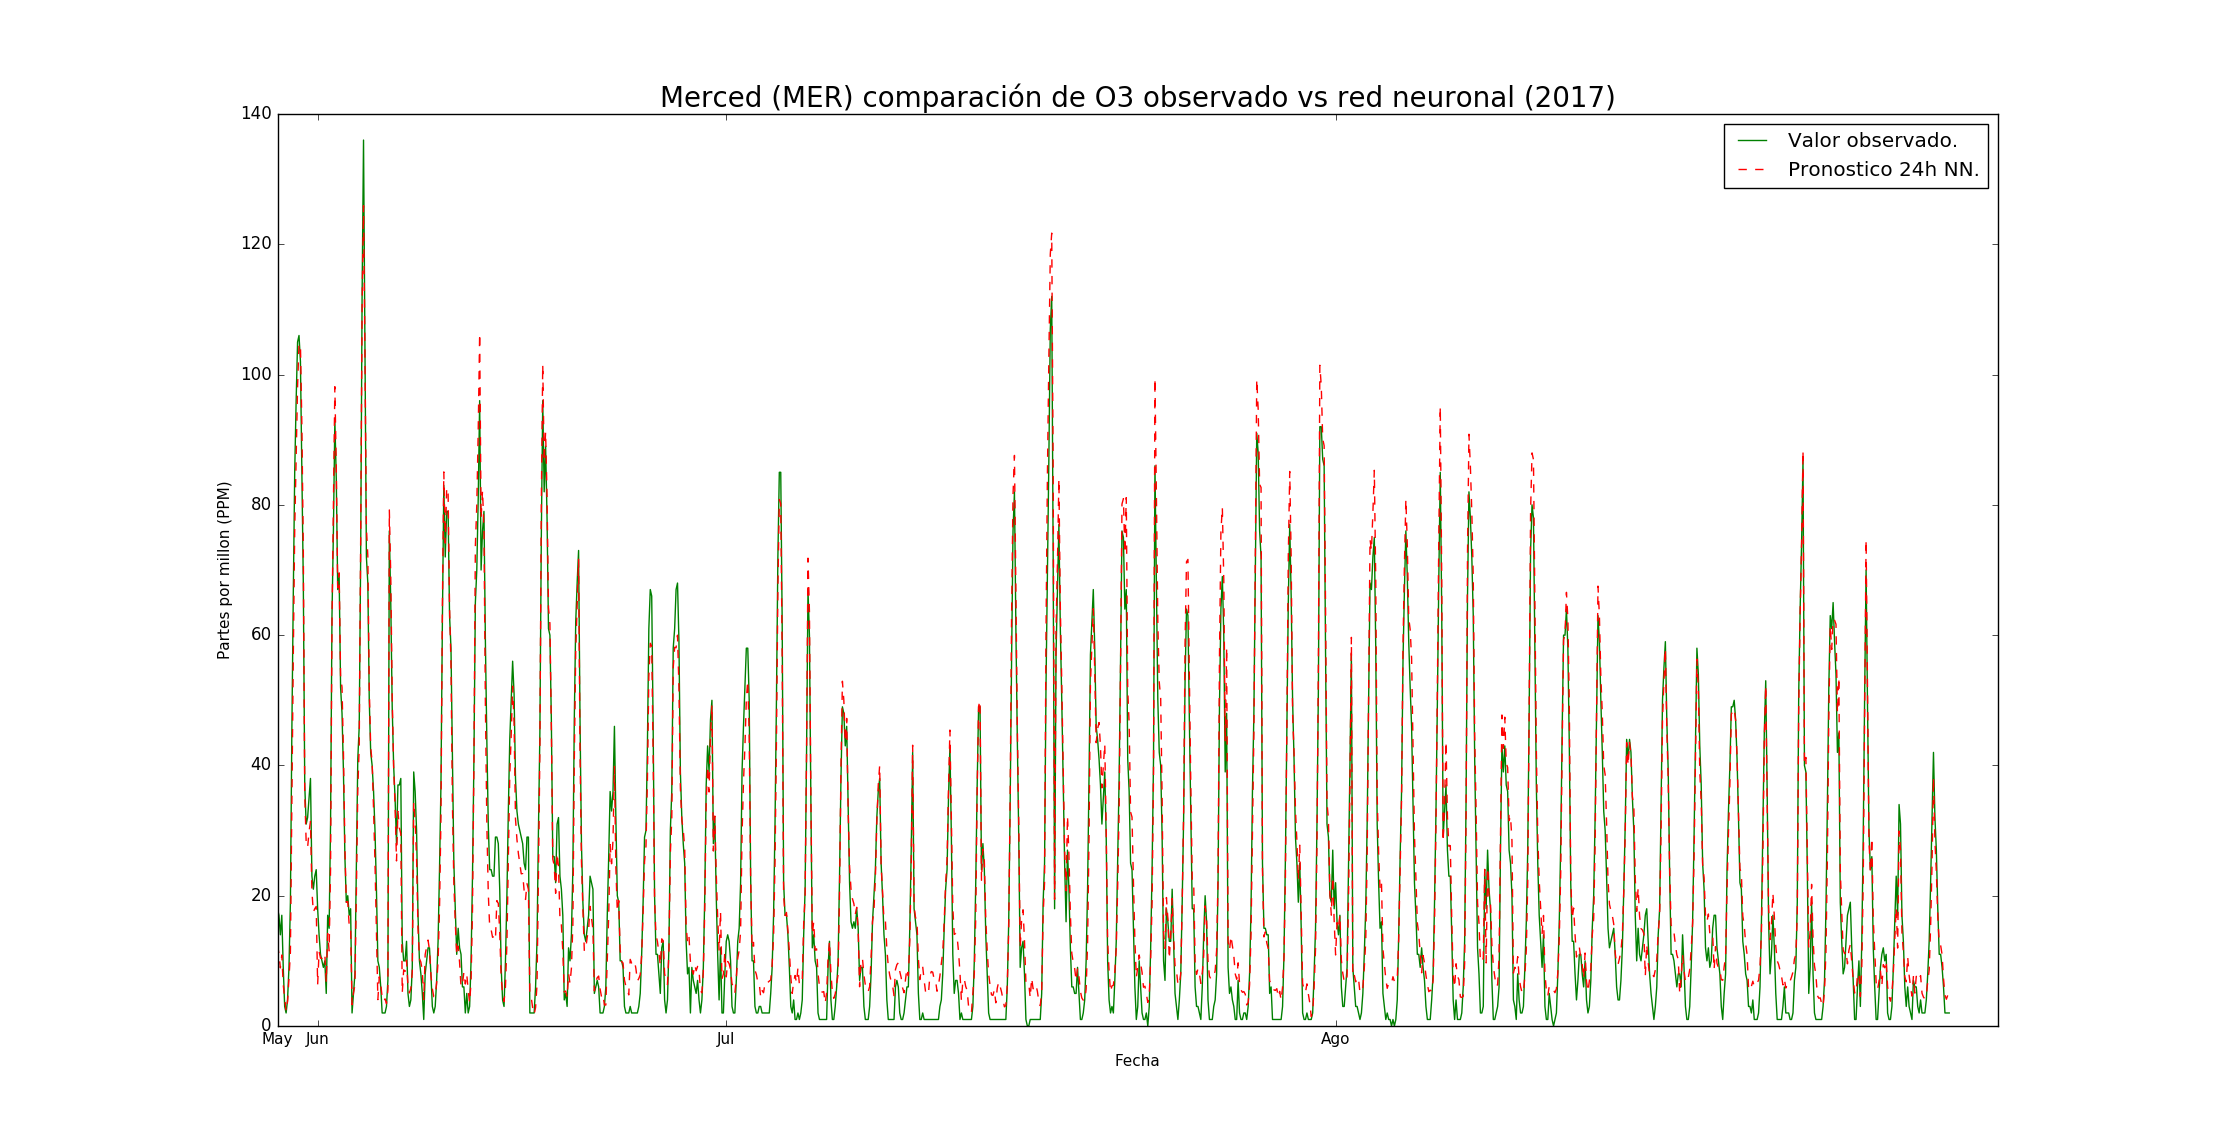 Merced (MER) comparación de O3 observado vs red neuronal (2017)
Valor observado.
Pronostico 24h NN.
140
120
100
80
60
40
20
0
Partes por millon (PPM)
May Jun Jul Ago
Fecha